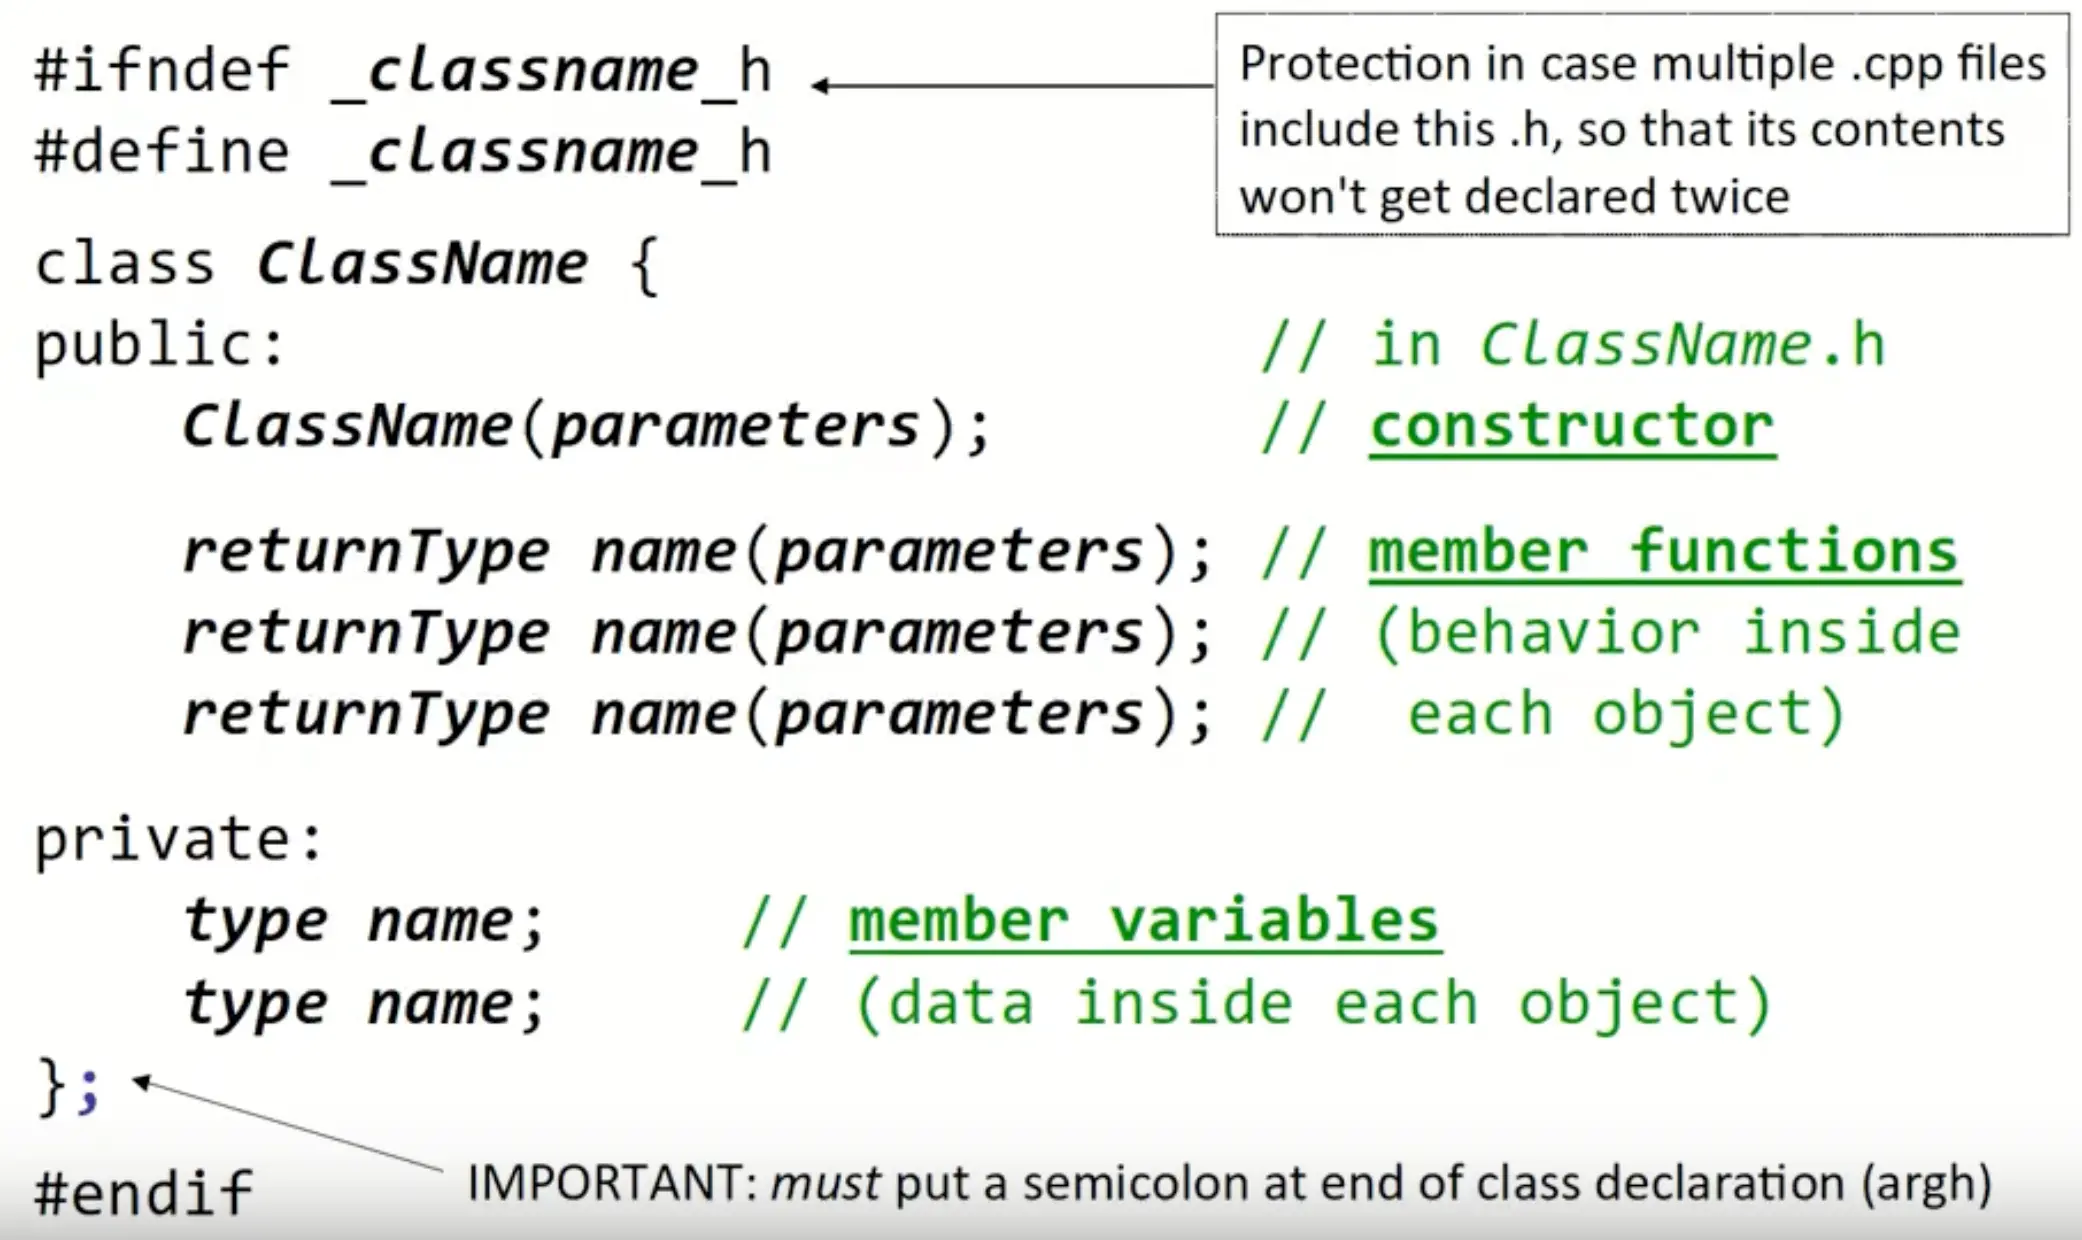 #ifndef _classname_h
#define _classname_h
Protection in case multiple .cpp files
include this .h, so that its contents
won't get declared twice
class ClassName {
public: // in ClassName.h
ClassName(parameters); // constructor
returnType name(parameters); // member functions
returnType name(parameters); // (behavior inside
returnType name(parameters); // each object)
private:
type name; // member variables
type name; // (data inside each object)
};
IMPORTANT: must put a semicolon at end of class declaration (argh)
#endif